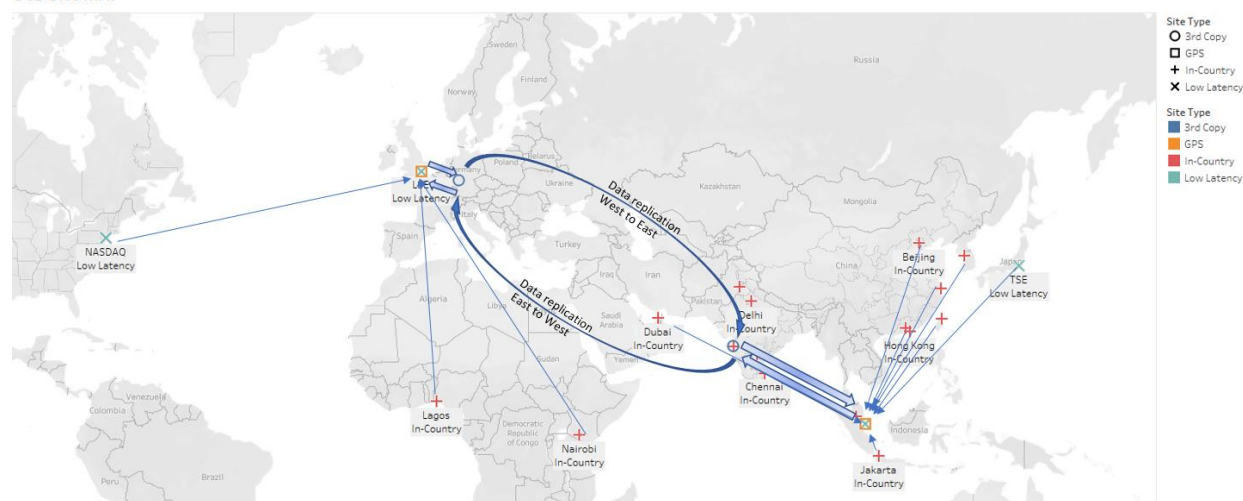 Sweden
Finland
Norway
Russia
Site Type
3rd Copy
GPS
In-Country
Low Latency
Site Type
3rd Copy
GPS
In-Country
Low Latency
Poland
Belarus
Ukraine
Low Latency
Italy
Spain
Turkey
Kazakhstan
Mongolia
China
Japan
Data replication
West to East
Data replication
East to West
NASDAQ
Low Latency
Beijing
In-Country
TSE
Low Latency
Algeria
Libya
Iraq
Iran
Pakistan
Saudi
Arabia
Yemen
Sudan
Delhi
In-Country
Dubai
In-Country
Hong Kong
In-Country
Chennai
In-Country
Lagos
In-Country
Nairobi
In-Country
Jakarta
In-Country
Indonesia
Venezuela
Colombia
Peru
Brazil
Democratic
Republic
of Congo